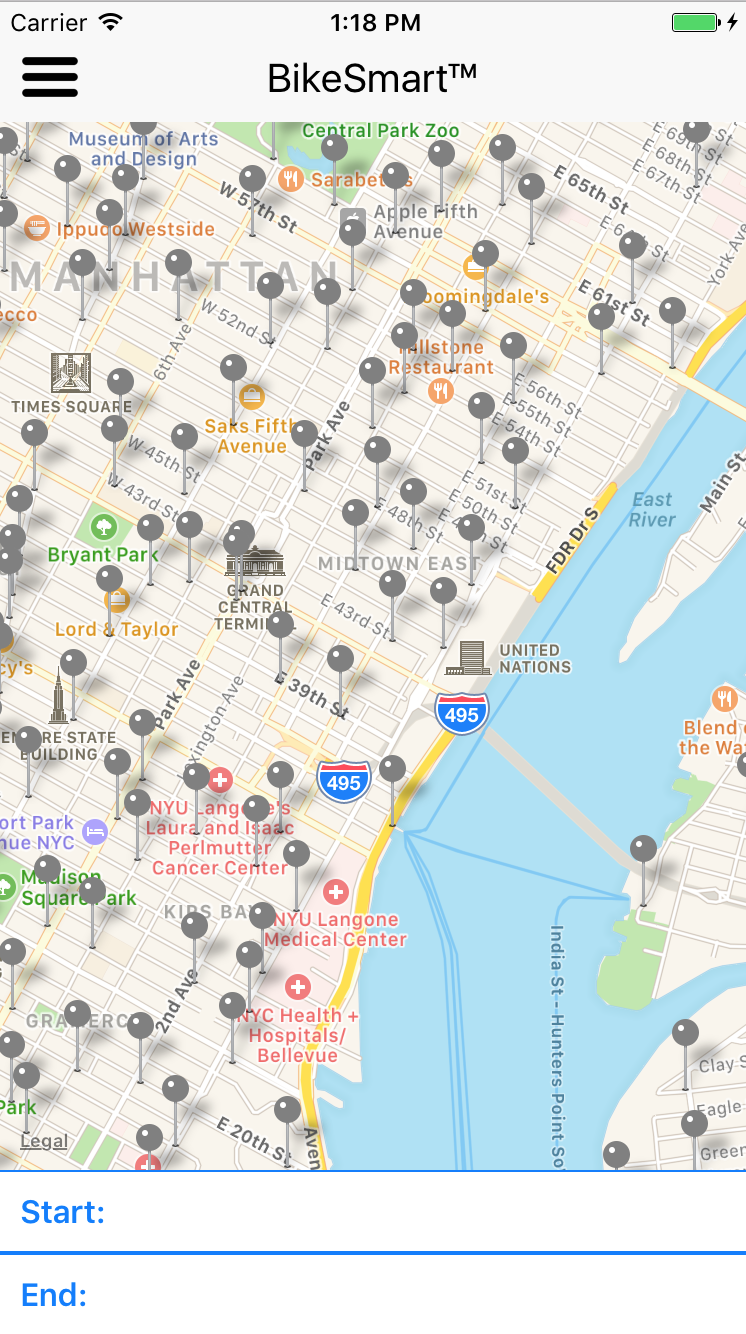 Carrier
1:18 PM
BikeSmart™
Museum of Arts
and Design
Central Park Zoo
E 69th St
E 68th St
E 67th St
W 57th St
E 65th St
Apple Fifth
Avenue
Ippudo Westside
York Ave
MANHATTAN
E 61st St
W 52nd St
6th Ave
Restaurant
TIMES SQUARE
E 56th St
E 55th St
E 54th St
Saks Fifth
Avenue
Park Ave
W 45th St
W 43rd St
E 51st St
E 50th St
E 48th St
East
River
Main St
FDR Dr S
Bryant Park
MIDTOWN EAST
GRAND
CENTRAL
TERMINAL
E 43rd St
Lord & Taylor
UNITED
NATIONS
cy's
E 39th St
Park Ave
Lexington Ave
495
EMPIRE STATE
BUILDING
495
Blend
the Wa
NYU Langone's
Laura and Isaac
Perlmutter
Cancer Center
ort Park
nue NYC
Madison
Square Park
KIPS BAY
NYU Langone
Medical Center
India St - Hunters Point So
2nd Ave
GRAMERC
NYC Health +
Hospitals/
Bellevue
Clay S
Eagle
Green
Park
Legal
E 20th St
Aven
Start:
End: